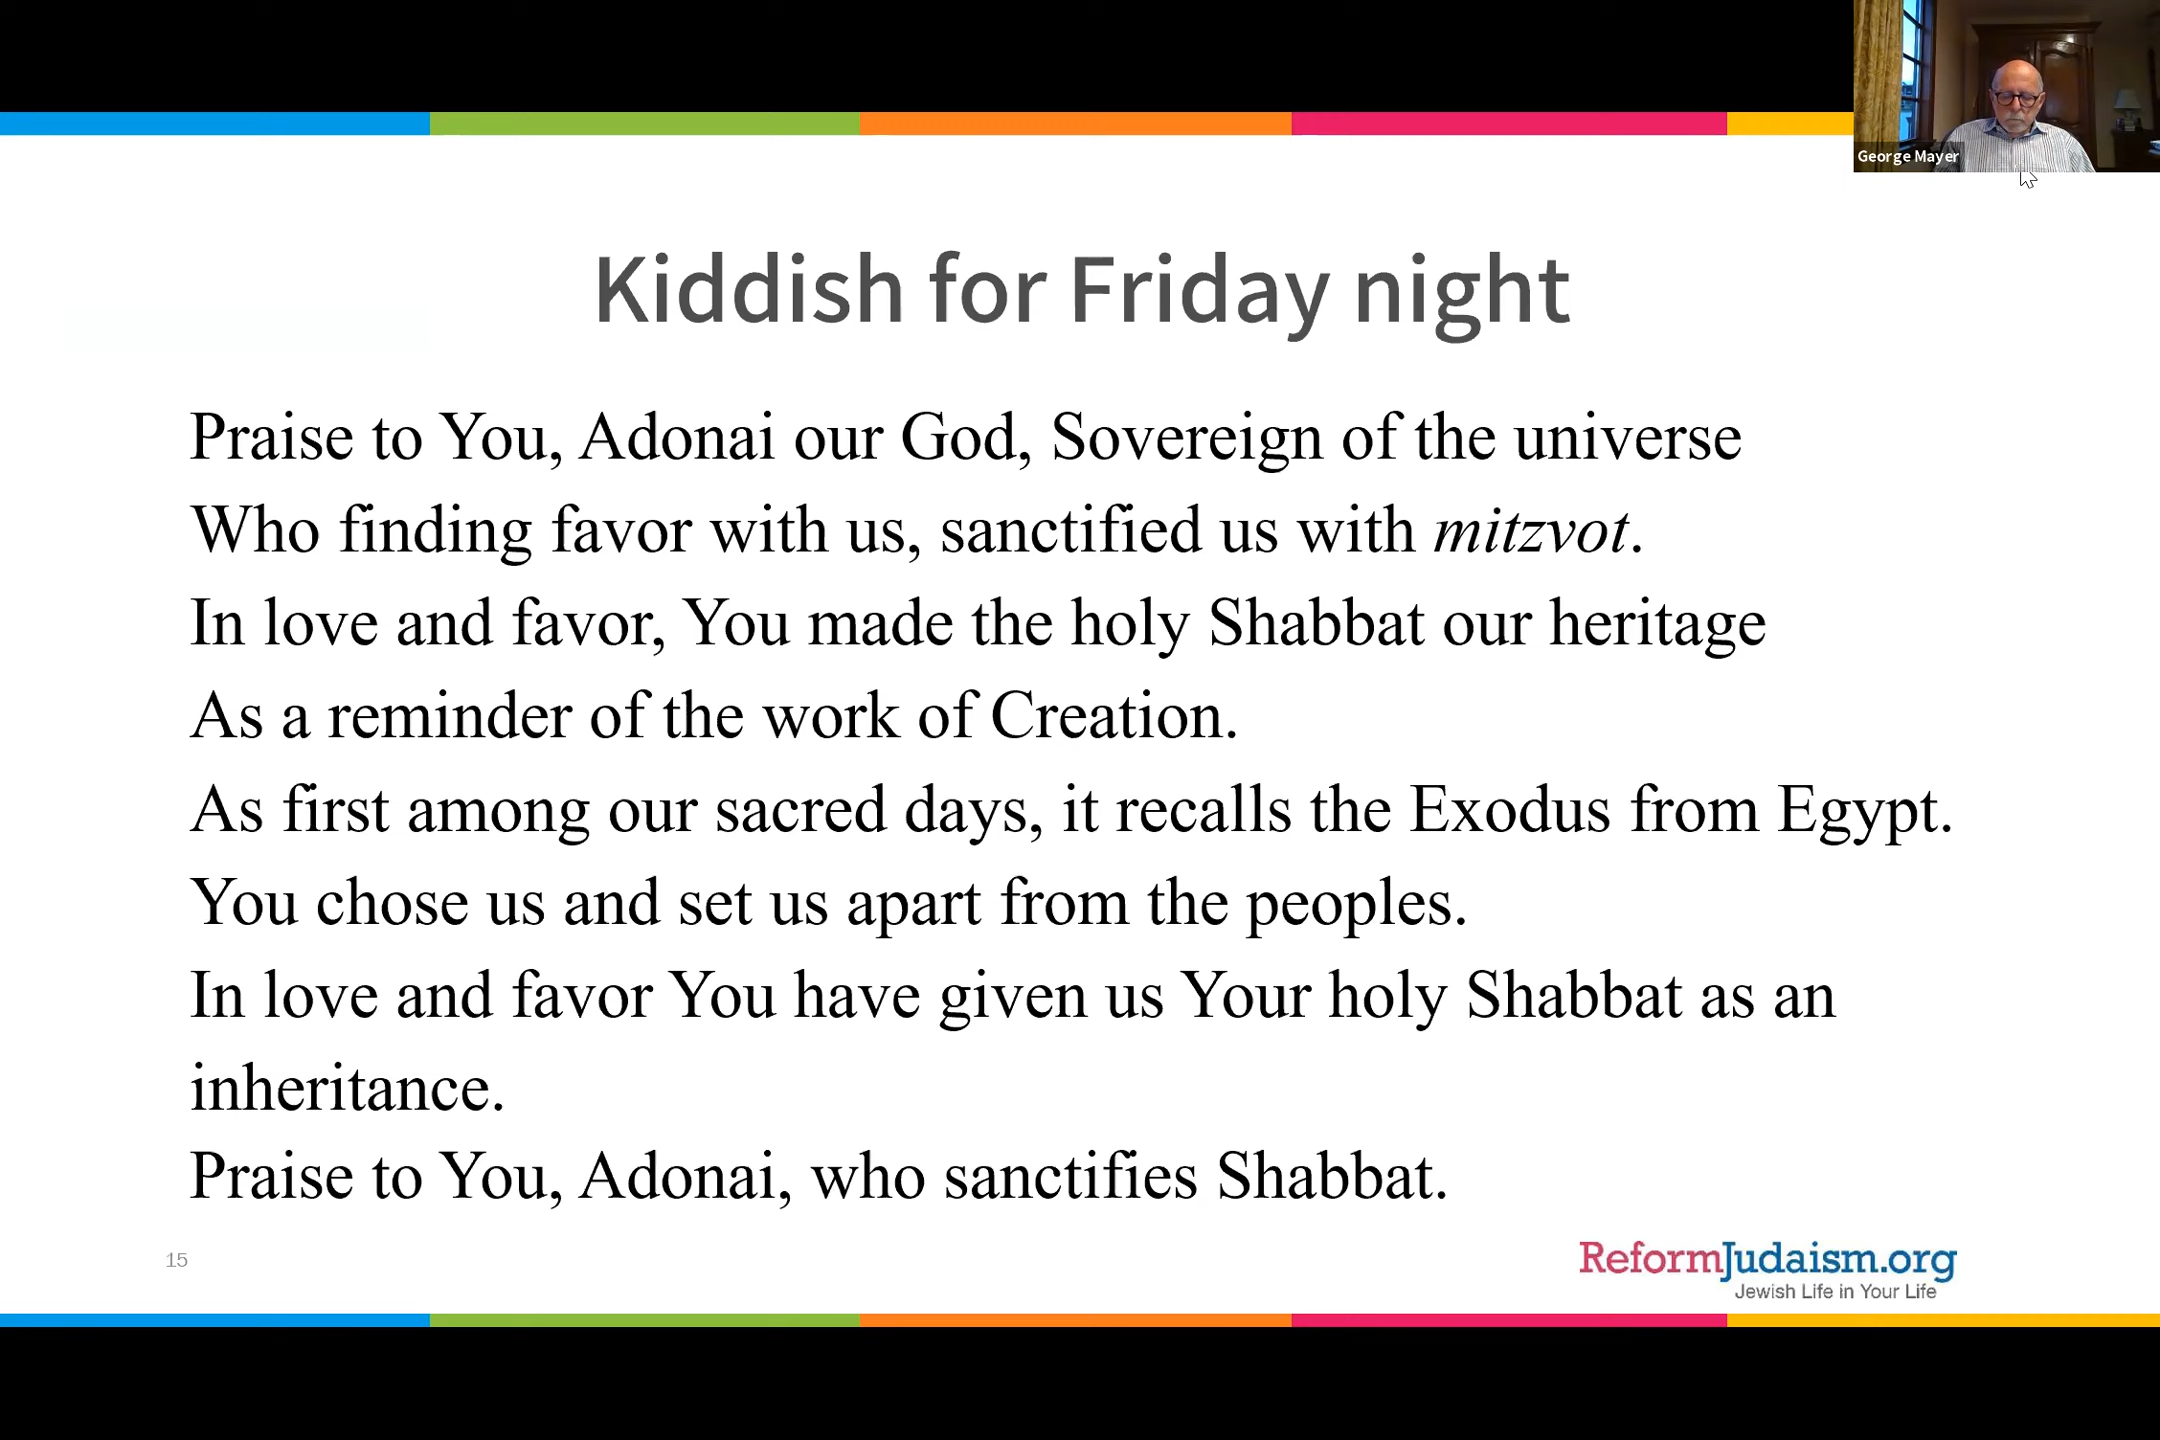 George Mayer
Kiddish for Friday night
Praise to You, Adonai our God, Sovereign of the universe
Who finding favor with us, sanctified us with mitzvot.
In love and favor, You made the holy Shabbat our heritage
As a reminder of the work of Creation.
As first among our sacred days, it recalls the Exodus from Egypt.
You chose us and set us apart from the peoples.
In love and favor You have given us Your holy Shabbat as an
inheritance.
Praise to You, Adonai, who sanctifies Shabbat.
15
ReformJudaism.org
Jewish Life in Your Life